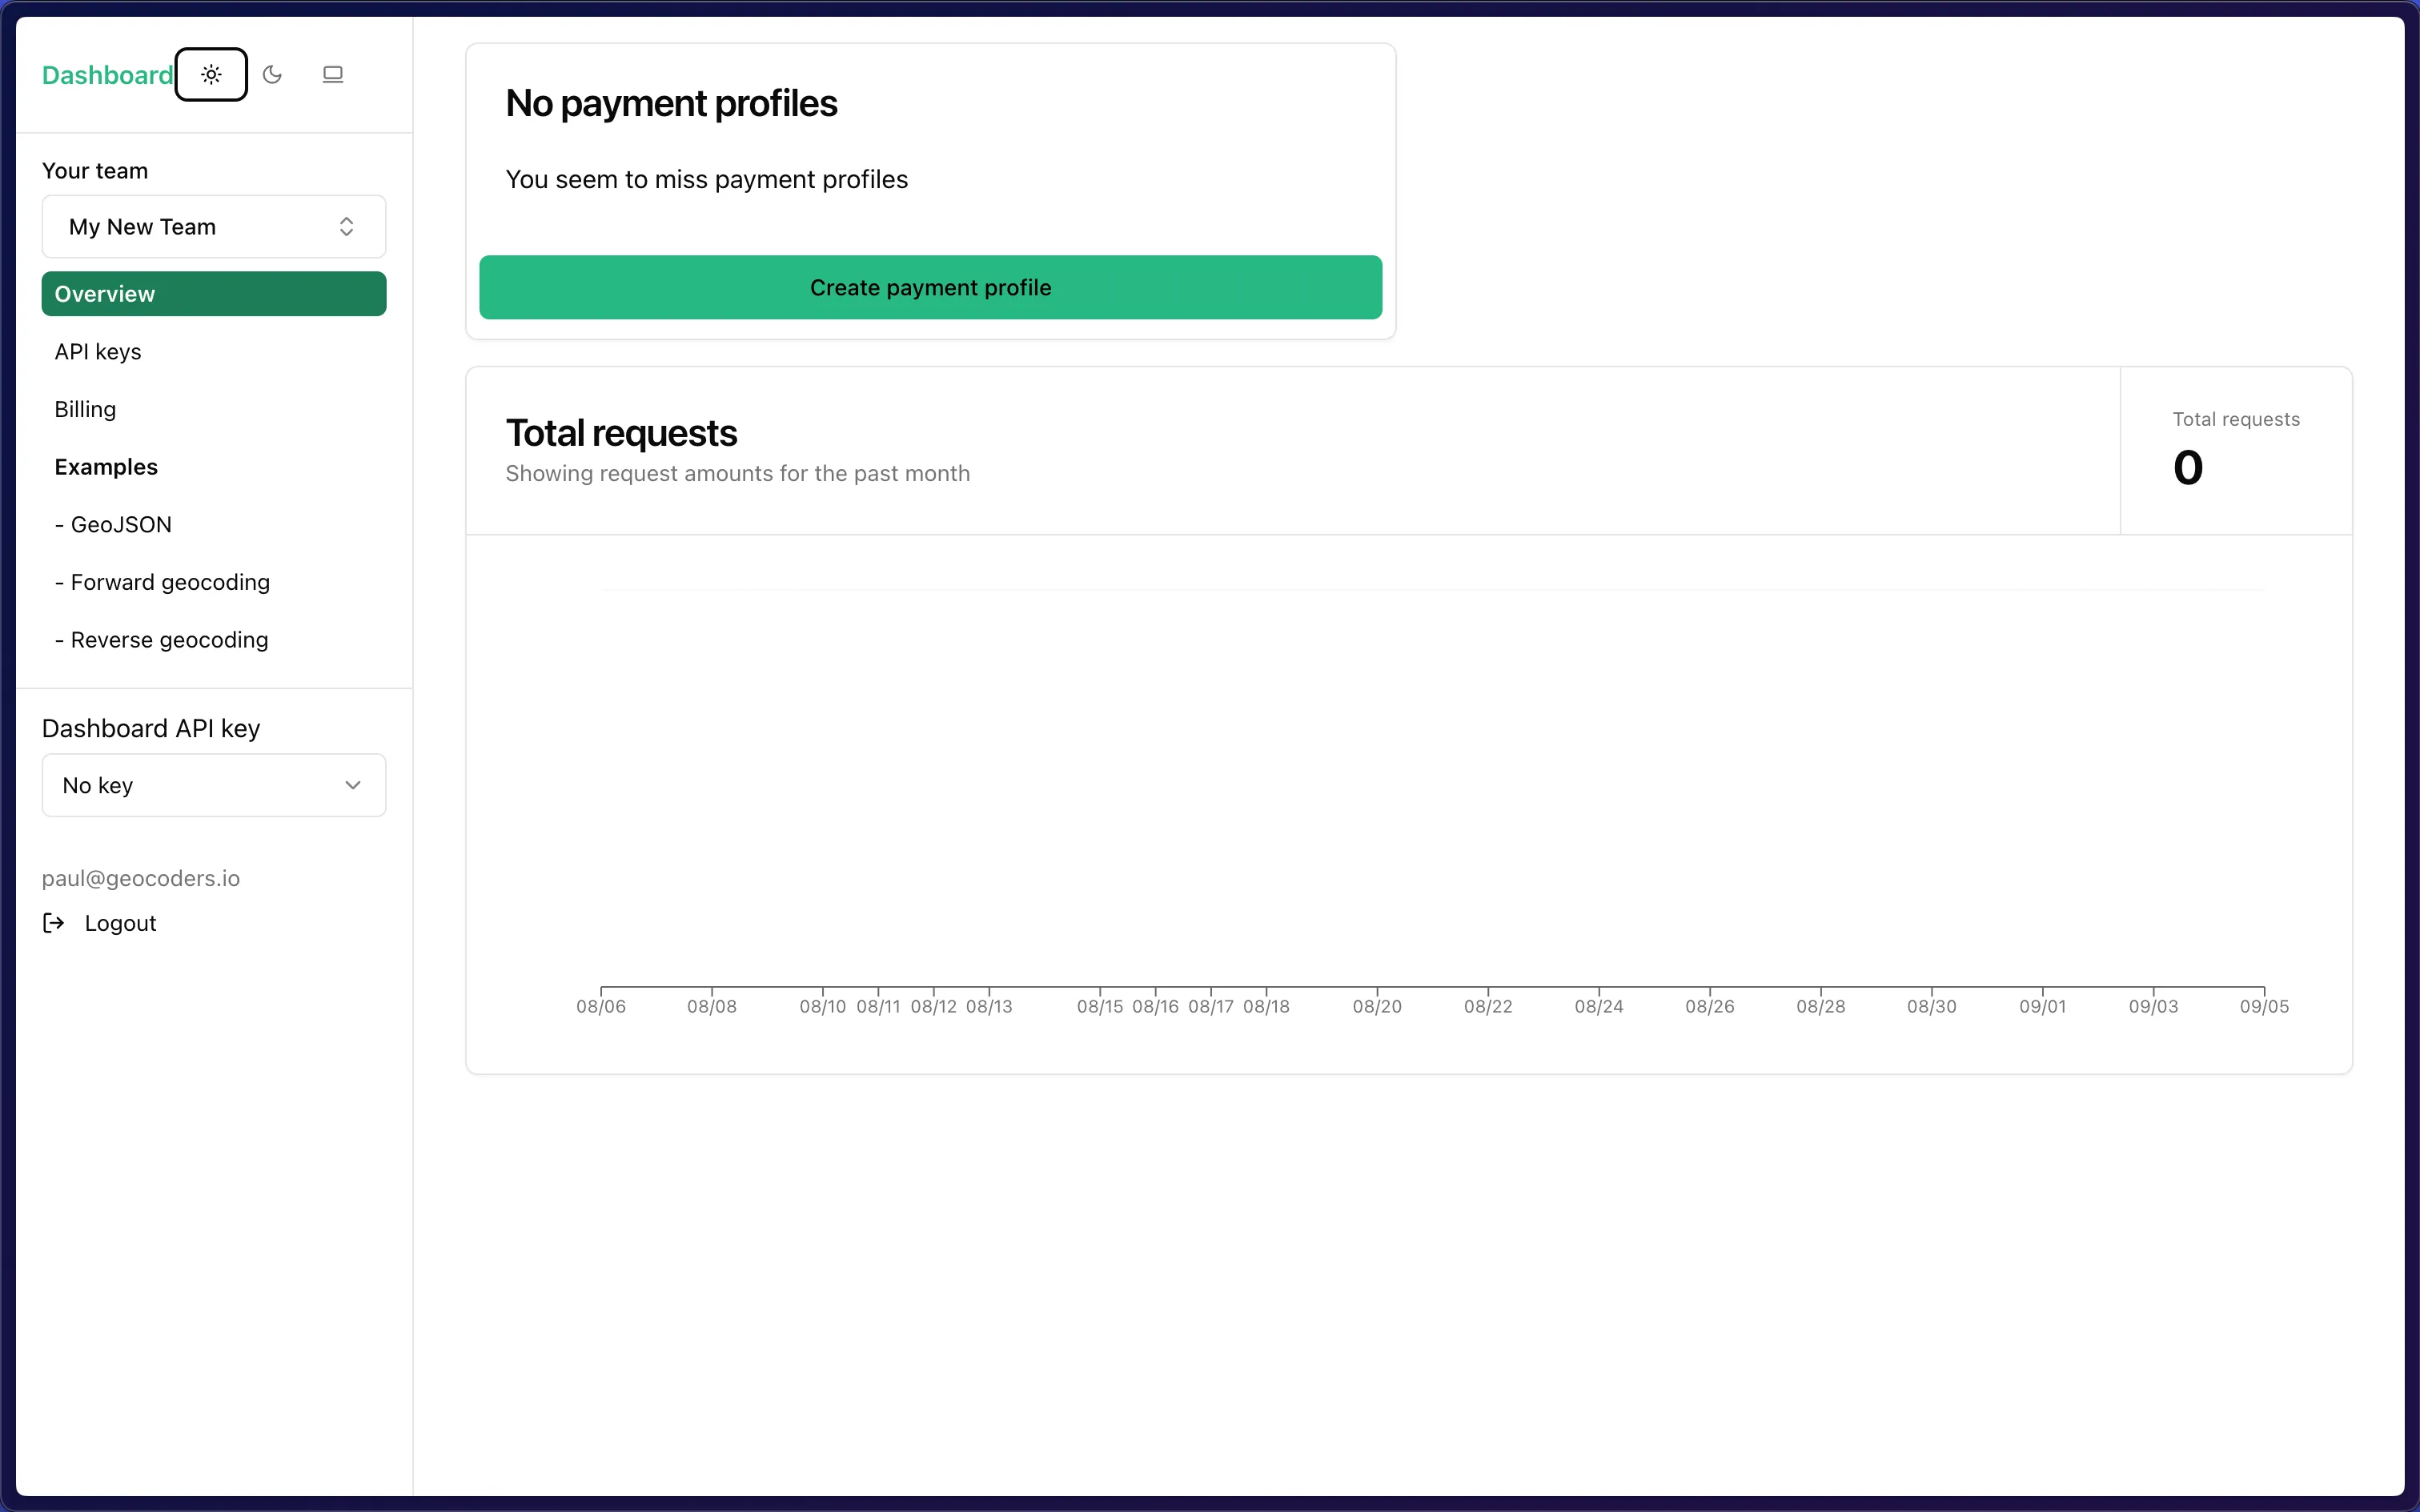 Dashboard
Your team
My New Team
Overview
API keys
Billing
Examples
- GeoJSON
- Forward geocoding
- Reverse geocoding
Dashboard API key
No key
paul@geocoders.io
Logout
No payment profiles
You seem to miss payment profiles
Create payment profile
Total requests
Showing request amounts for the past month
Total requests
0
08/06 08/08 08/10 08/11 08/12 08/13 08/15 08/16 08/17 08/18 08/20 08/22 08/24 08/26 08/28 08/30 09/01 09/03 09/05